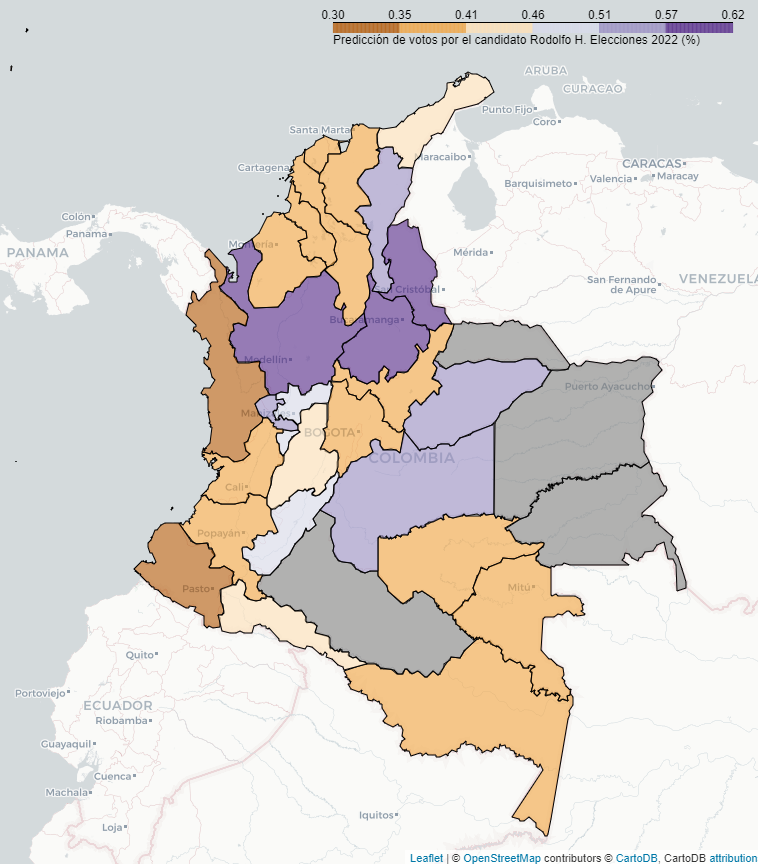 0.30 0.35 0.41 0.46 0.51 0.57 0.62
Predicción de votos por el candidato Rodolfo H. Elecciones 2022 (%)
ARUBA
CURACAO
Punto Fijo
Coro
Santa Marta
Maracaibo
CARACAS
Cartagena
Valencia
Maracay
Barquisimeto
Colón
Panama
Montería
Mérida
PANAMA
San Cristóbal
San Fernando
de Apure
VENEZUELA
Bucaramanga
Medellín
Puerto Ayacucho
Manizales
BOGOTA
COLOMBIA
Cali
Popayán
Pasto
Mitú
Quito
Portoviejo
ECUADOR
Riobamba
Guayaquil
Cuenca
Machala
Iquitos
Loja
Leaflet | © OpenStreetMap contributors © CartoDB, CartoDB attribution